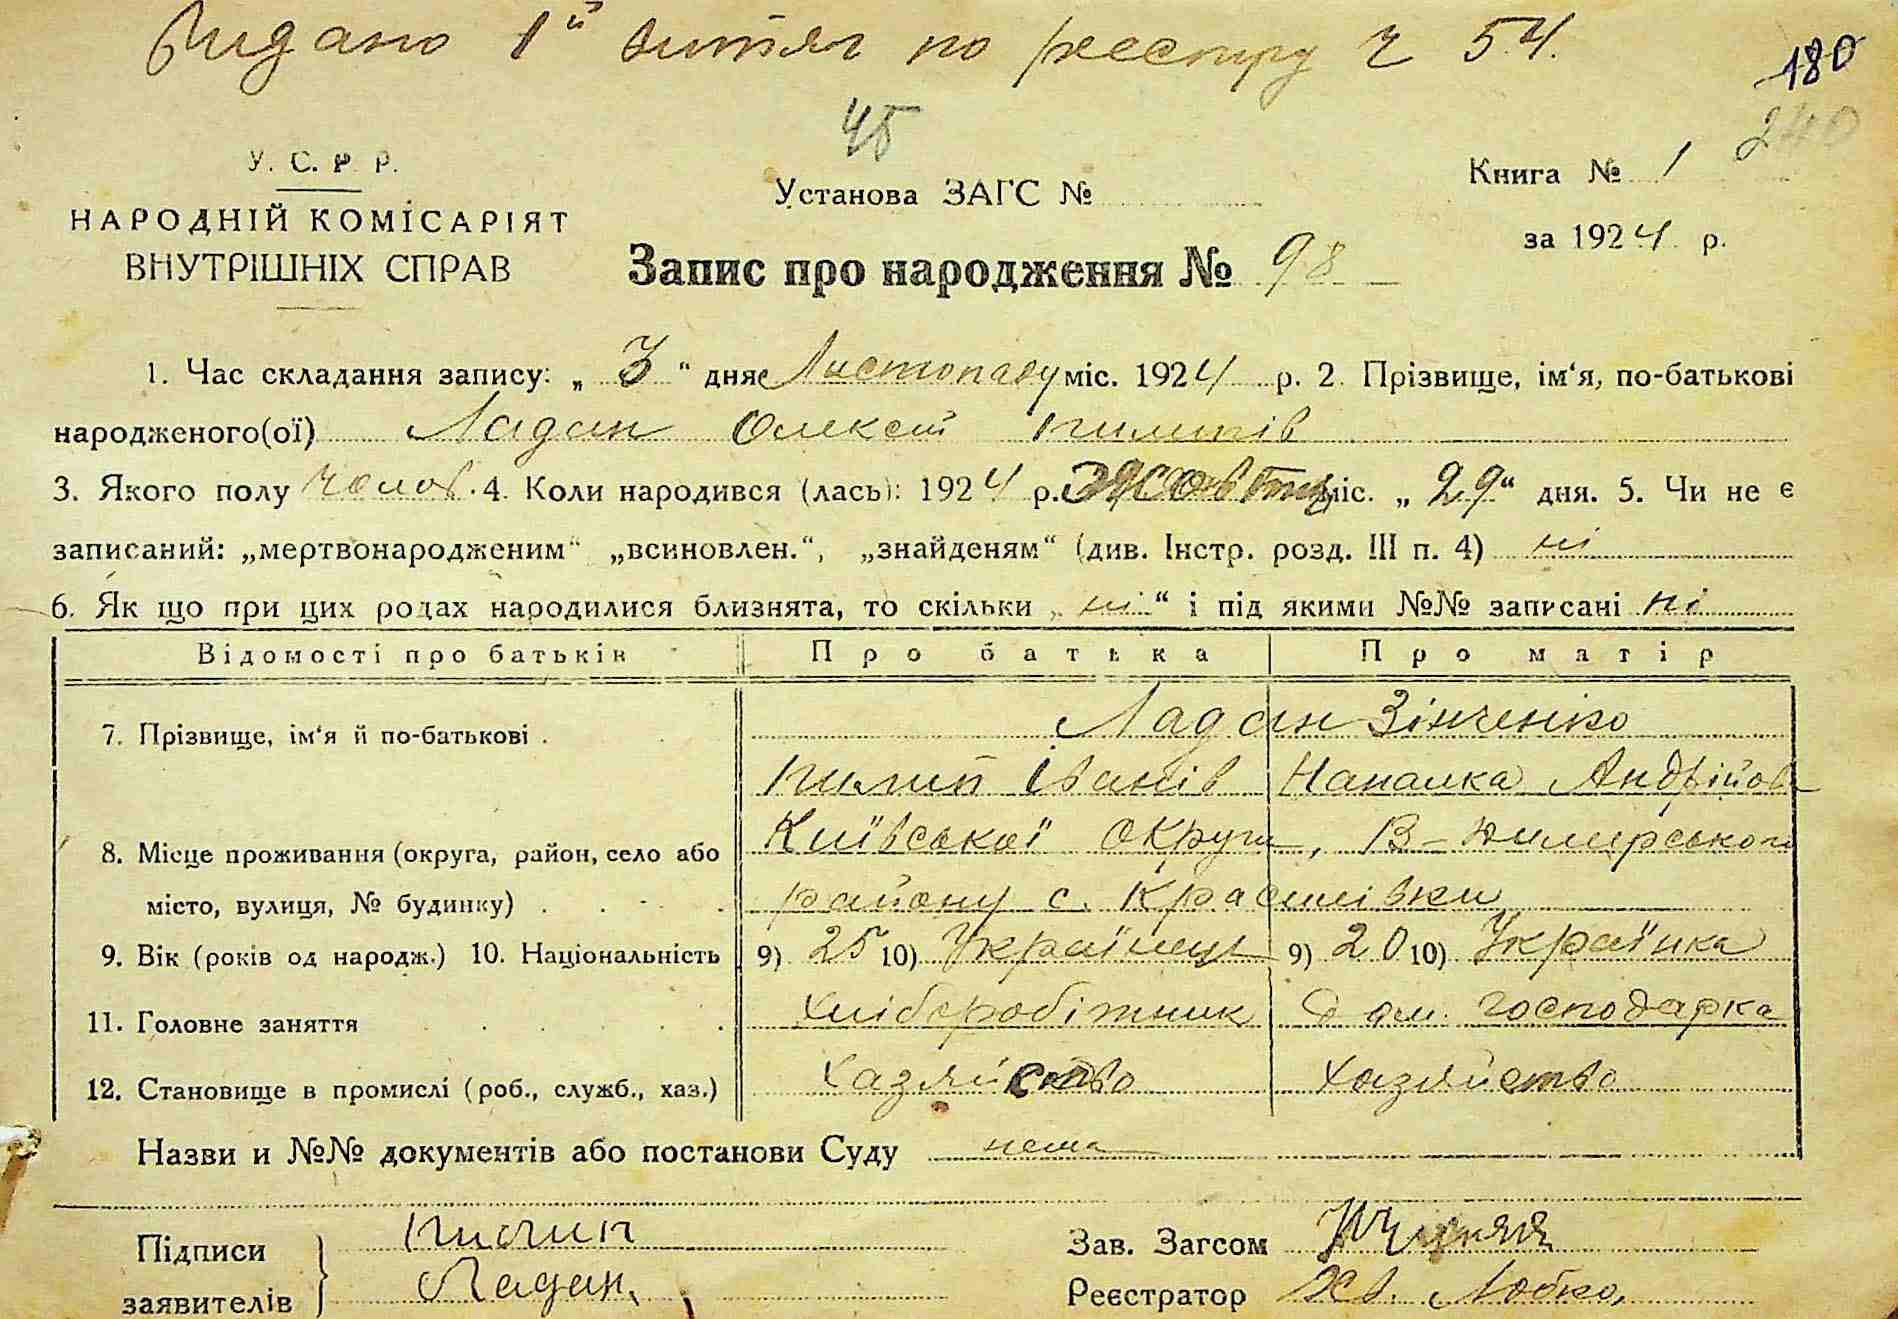 Видано 1й витяг по реєстру ч 54.
180
240
45
У. С. Р. Р.
НАРОДНІЙ КОМІСАРІЯТ
ВНУТРІШНІХ СПРАВ
Установа ЗАГС №
Книга № 1
за 1924 р.
Запис про народження № 98
1. Час складання запису: „ 3 “ дня Листопаду міс. 1924 р. 2. Прізвище, ім‘я, по-батькові
народженого(ої) Ладан Олексій Пилипів
3. Якого полу чолов. 4. Коли народився (лась): 1924 р. Жовтня міс. „ 29 “ дня. 5. Чи не є
записаний: „мертвонародженим“ „всиновлен.“, „знайденям“ (див. Інстр. розд. III п. 4) ні
6. Як що при цих родах народилися близнята, то скільки „ ні “ і під якими №№ записані ні
Відомості про батьків Про батька Про матір
7. Прізвище, ім‘я й по-батькові . Ладан Зінченко
Пилип Іванів Наталка Андрійов
8. Місце проживання (округа, район, село або Київської округи, В-Димирського
місто, вулиця, № будинку) . району с. Красилівки
9. Вік (років од народж.) 10. Національність 9) 25 10) Українець 9) 20 10) Українка
11. Головне заняття Хліборобітник Дом. господарка
12. Становище в промислі (роб., служб., хаз.) Хазяйство Хазяйство
Назви и №№ документів або постанови Суду нема
Підписи Пилип
заявителів Ладан,
Зав. Загсом
Реєстратор